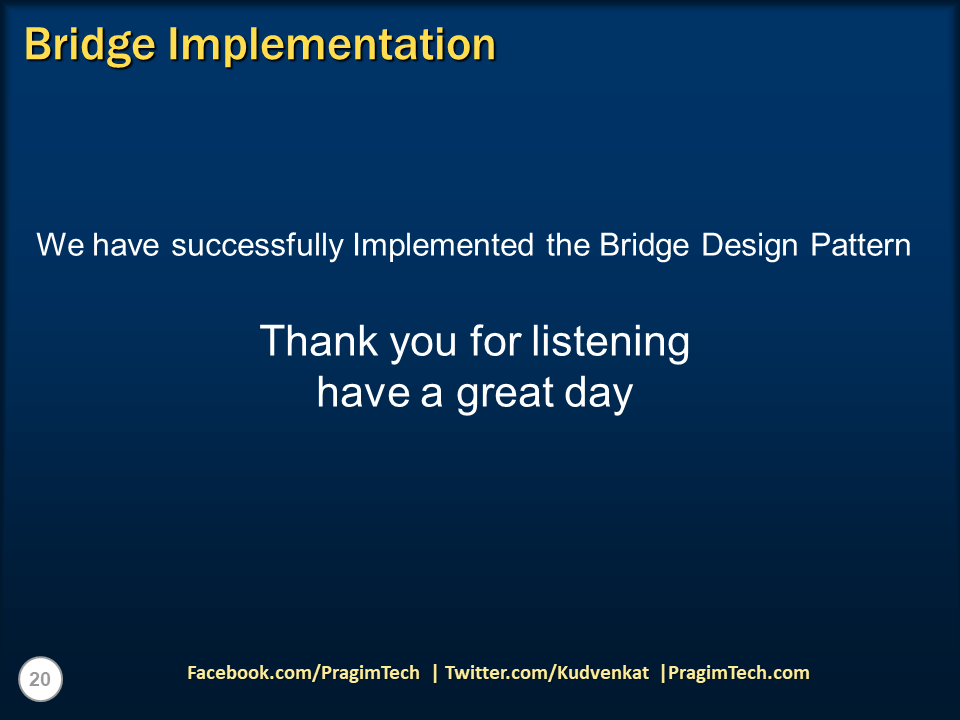 Bridge Implementation
We have successfully Implemented the Bridge Design Pattern
Thank you for listening
have a great day
20
Facebook.com/PragimTech | Twitter.com/Kudvenkat |PragimTech.com